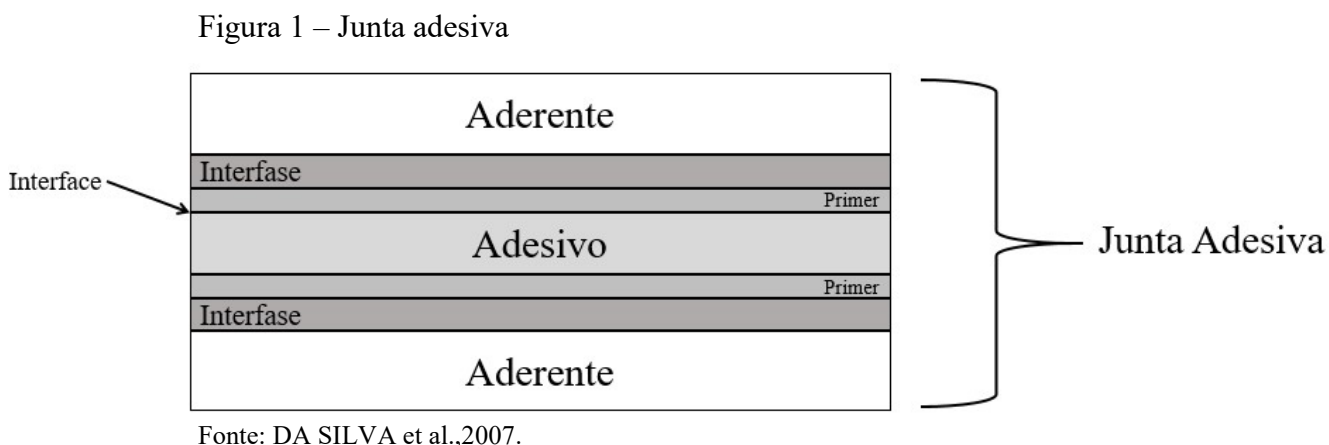 Figura 1 – Junta adesiva
Aderente
Interfase
Interface
Primer
Adesivo
Junta Adesiva
Primer
Interfase
Aderente
Fonte: DA SILVA et al.,2007.